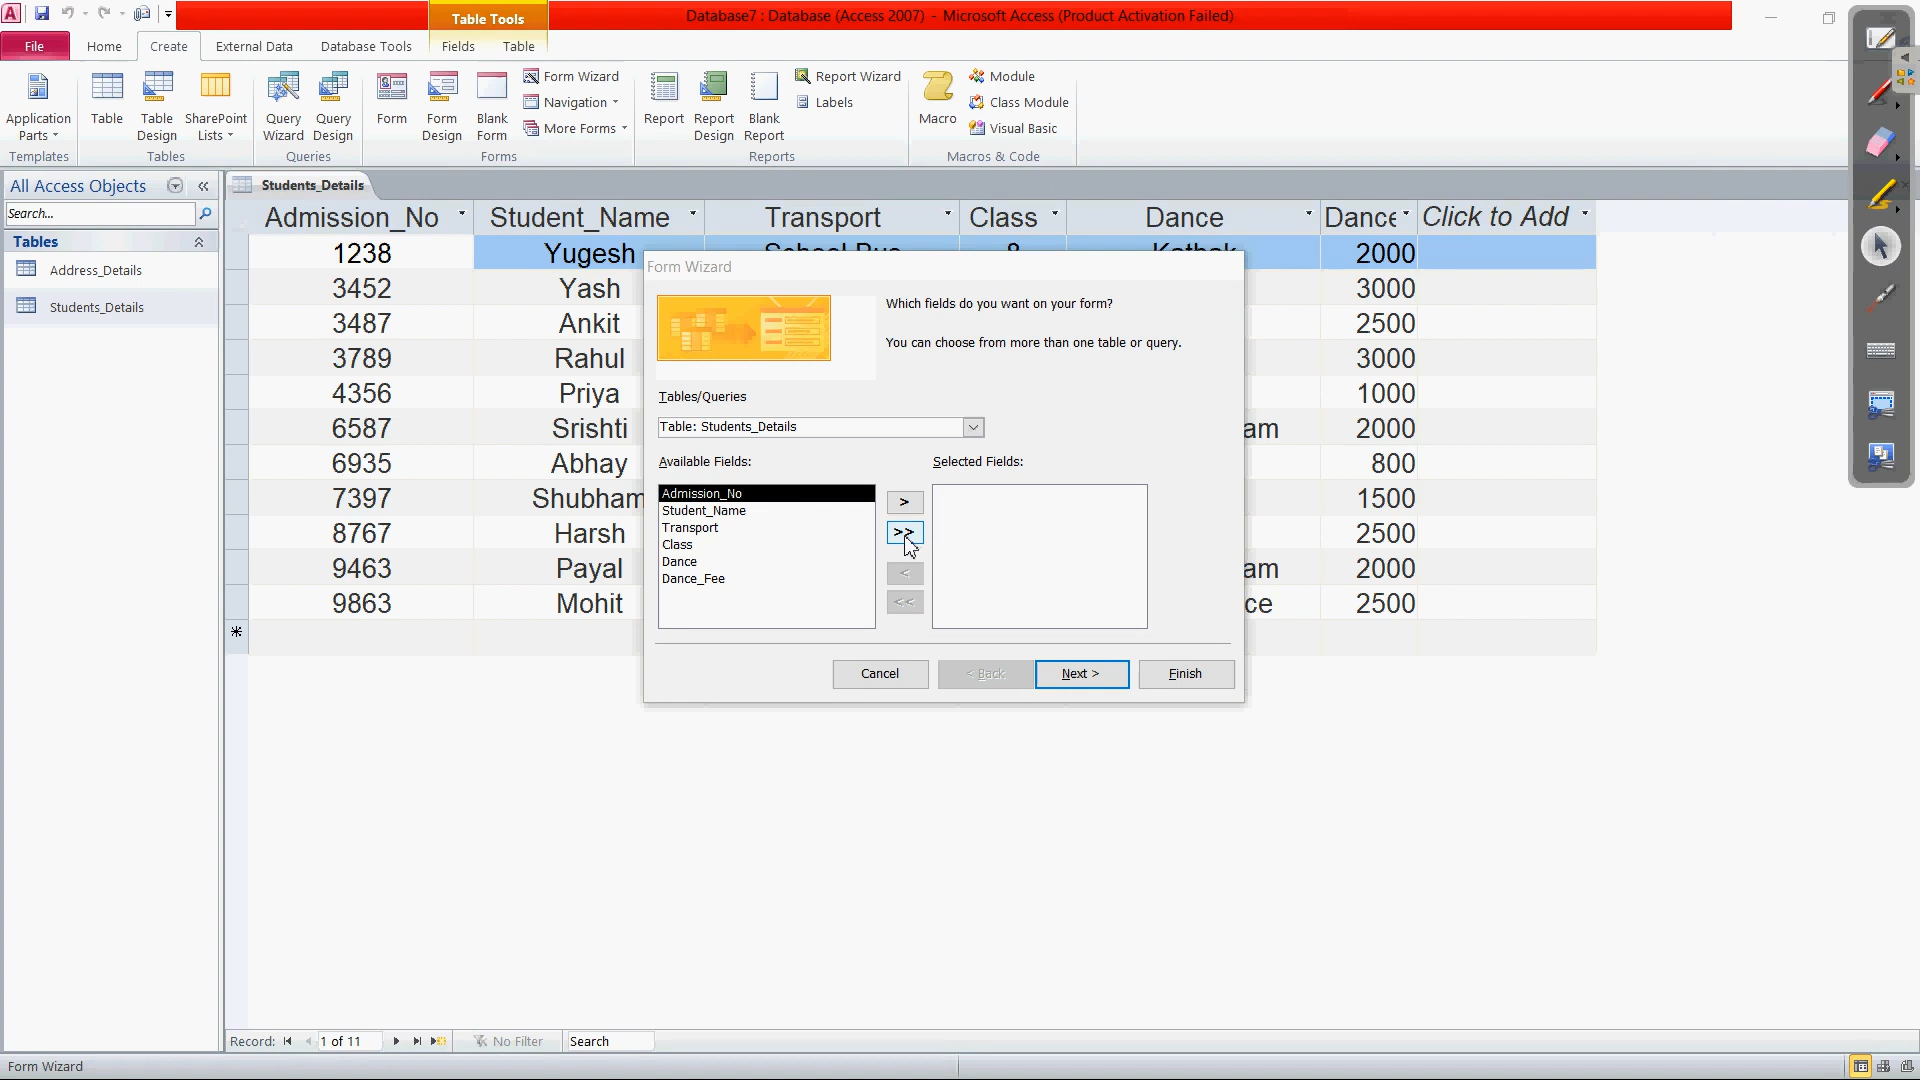 Table Tools
Database7 : Database (Access 2007) - Microsoft Access (Product Activation Failed)
File Home Create External Data Database Tools Fields Table
Application Parts
Table
Table Design
SharePoint Lists
Query Wizard
Query Design
Form
Form Design
Blank Form
Form Wizard
Navigation
More Forms
Report
Report Design
Blank Report
Report Wizard
Labels
Macro
Module
Class Module
Visual Basic
Templates Tables Queries Forms Reports Macros & Code
All Access Objects
Search...
Tables
Address_Details
Students_Details
Students_Details
Admission_No Student_Name Transport Class Dance Dance Click to Add
1238 Yugesh School Bus 8 Kathak 2000
3452 Yash 3000
3487 Ankit 2500
3789 Rahul 3000
4356 Priya 1000
6587 Srishti am 2000
6935 Abhay 800
7397 Shubham 1500
8767 Harsh 2500
9463 Payal am 2000
9863 Mohit ce 2500
Form Wizard
Which fields do you want on your form?
You can choose from more than one table or query.
Tables/Queries
Table: Students_Details
Available Fields:
Selected Fields:
Admission_No
Student_Name
Transport
Class
Dance
Dance_Fee
>
>>
<
<<
Cancel < Back Next > Finish
Record: 1 of 11 No Filter Search
Form Wizard